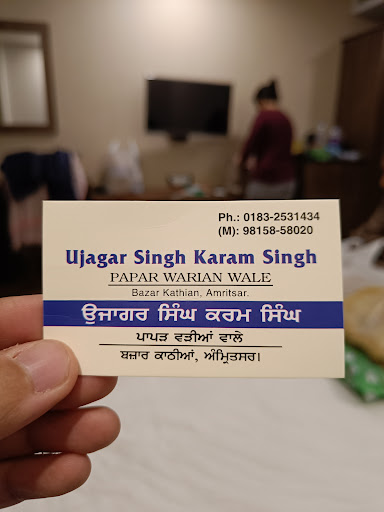 Ph.: 0183-2531434
(M): 98158-58020
Ujagar Singh Karam Singh
PAPAR WARIAN WALE
Bazar Kathian, Amritsar.
ਉਜਾਗਰ ਸਿੰਘ ਕਰਮ ਸਿੰਘ
ਪਾਪੜ ਵੜੀਆਂ ਵਾਲੇ
ਬਜ਼ਾਰ ਕਾਠੀਆਂ, ਅੰਮ੍ਰਿਤਸਰ।